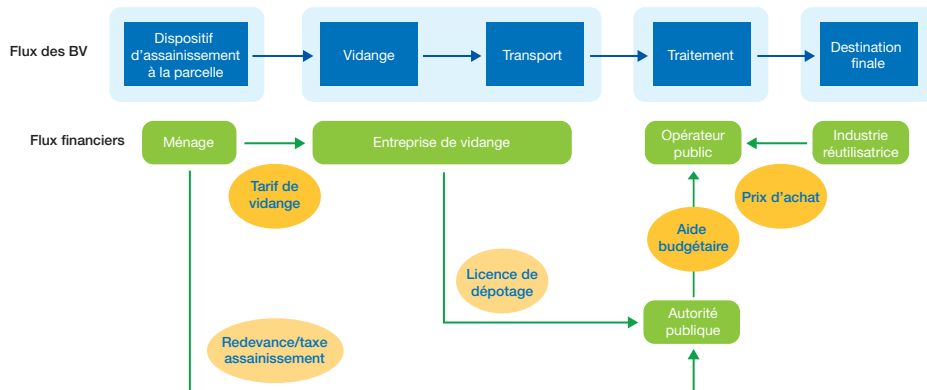 Flux des BV
Dispositif
d'assainissement
à la parcelle
Vidange
Transport
Traitement
Destination
finale
Flux financiers
Ménage
Entreprise de vidange
Opérateur
public
Industrie
réutilisatrice
Tarif de
vidange
Prix d'achat
Aide
budgétaire
Licence de
dépotage
Autorité
publique
Redevance/taxe
assainissement